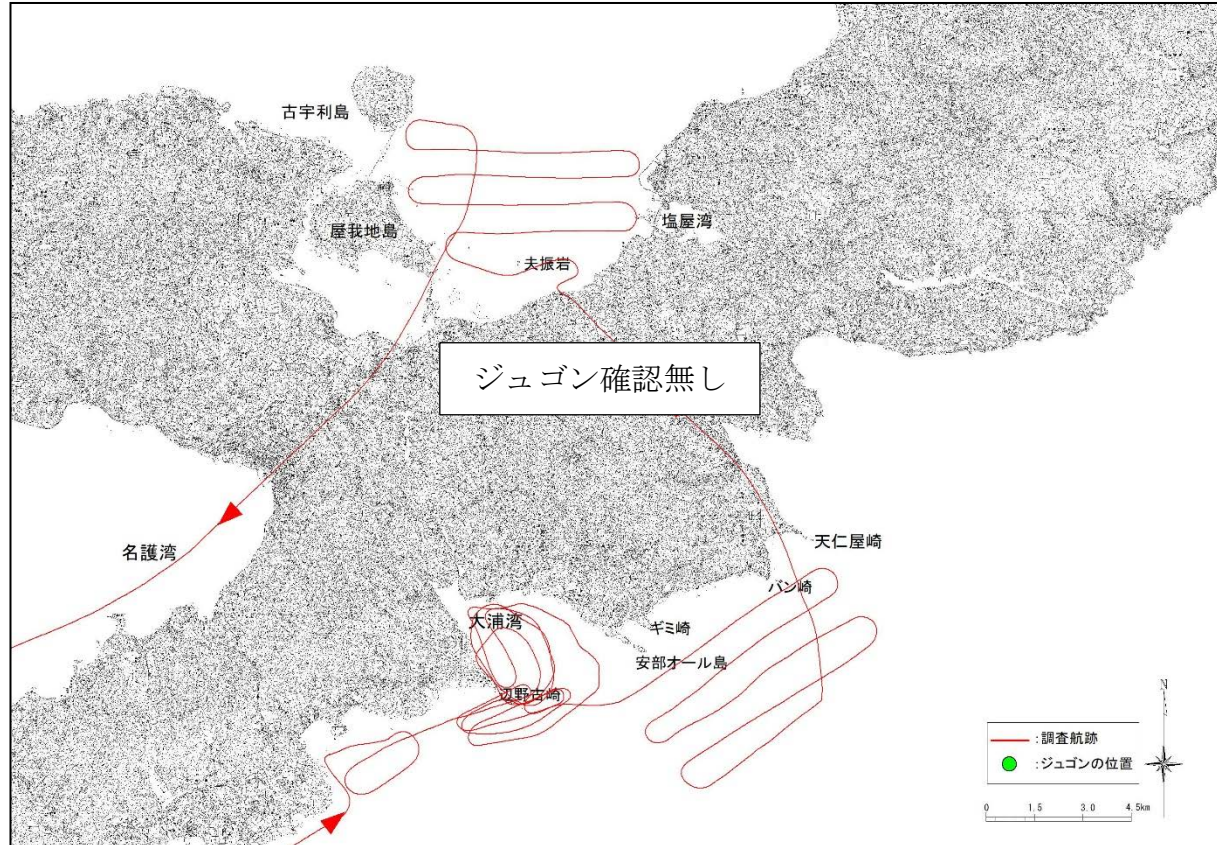 古宇利島
屋我地島
塩屋湾
夫振岩
ジュゴン確認無し
名護湾
天仁屋崎
バン崎
大浦湾
ギミ崎
安部オール島
辺野古崎
N
:調査航跡
:ジュゴンの位置
0 1.5 3.0 4.5km